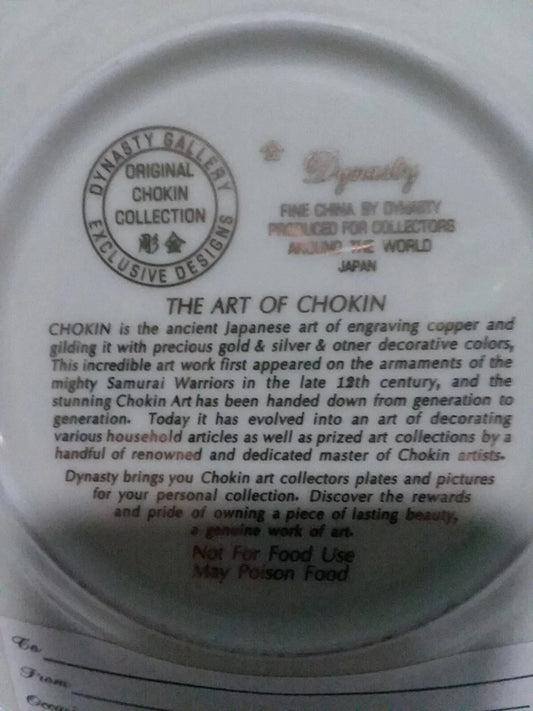 DYNASTY GALLERY
ORIGINAL
CHOKIN
COLLECTION
彫金
EXCLUSIVE DESIGNS
Dynasty
FINE CHINA BY DYNASTY
PRODUCED FOR COLLECTORS
AROUND THE WORLD
JAPAN
THE ART OF CHOKIN
CHOKIN is the ancient Japanese art of engraving copper and
gilding it with precious gold & silver & otner decorative colors,
This incredible art work first appeared on the armaments of the
mighty Samurai Warriors in the late 12th century, and the
stunning Chokin Art has been handed down from generation to
generation. Today it has evolved into an art of decorating
various household articles as well as prized art collections by a
handful of renowned and dedicated master of Chokin artists.
Dynasty brings you Chokin art collectors plates and pictures
for your personal collection. Discover the rewards
and pride of owning a piece of lasting beauty,
a genuine work of art.
Not For Food Use
May Poison Food
To
From